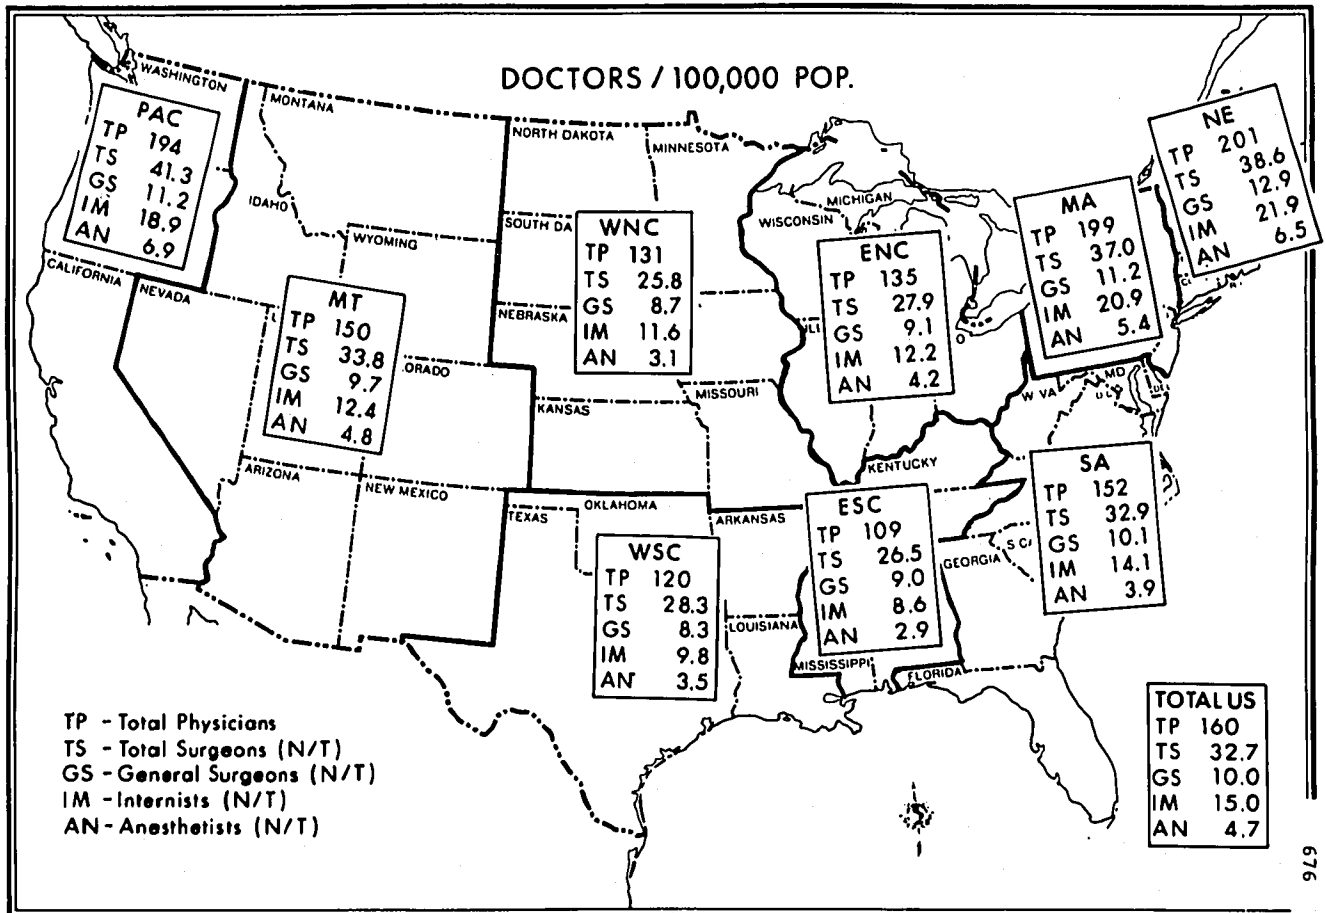 DOCTORS / 100,000 POP.
WASHINGTON
MONTANA
NORTH DAKOTA
MINNESOTA
PAC
TP 194
TS 41.3
GS 11.2
IM 18.9
AN 6.9
NE
TP 201
TS 38.6
GS 12.9
IM 21.9
AN 6.5
IDAHO
WYOMING
SOUTH DA
WISCONSIN
MICHIGAN
MA
TP 199
TS 37.0
GS 11.2
IM 20.9
AN 5.4
WNC
TP 131
TS 25.8
GS 8.7
IM 11.6
AN 3.1
ENC
TP 135
TS 27.9
GS 9.1
IM 12.2
AN 4.2
CALIFORNIA
NEVADA
MT
TP 150
TS 33.8
GS 9.7
IM 12.4
AN 4.8
NEBRASKA
ORADO
KANSAS
MISSOURI
W VA
MD
DE
KENTUCKY
ARIZONA
NEW MEXICO
TEXAS
OKLAHOMA
ARKANSAS
GEORGIA
S C
SA
TP 152
TS 32.9
GS 10.1
IM 14.1
AN 3.9
ESC
TP 109
TS 26.5
GS 9.0
IM 8.6
AN 2.9
WSC
TP 120
TS 28.3
GS 8.3
IM 9.8
AN 3.5
LOUISIANA
MISSISSIPPI
FLORIDA
TP - Total Physicians
TS - Total Surgeons (N/T)
GS - General Surgeons (N/T)
IM - Internists (N/T)
AN - Anesthetists (N/T)
TOTAL US
TP 160
TS 32.7
GS 10.0
IM 15.0
AN 4.7
676